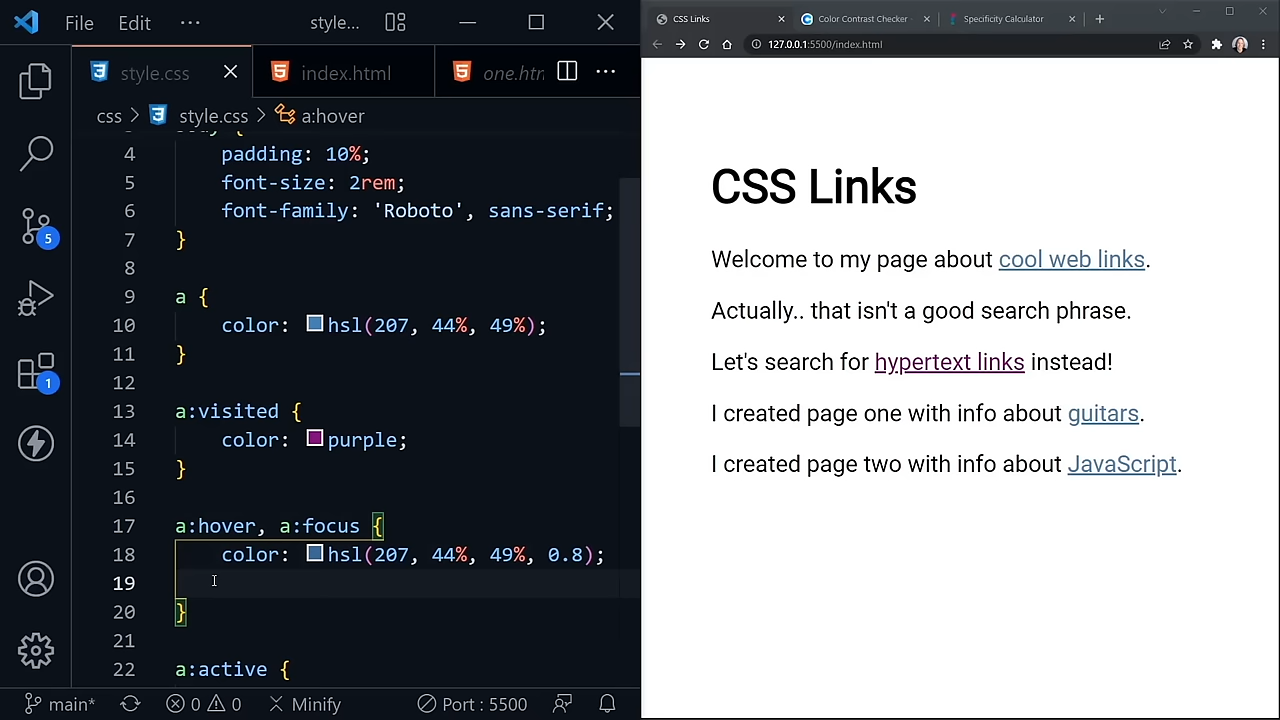 File Edit ··· style...
style.css index.html one.htm ···
css > style.css > a:hover
4 padding: 10%;
5 font-size: 2rem;
6 font-family: 'Roboto', sans-serif;
7 }
8
9 a {
10 color: hsl(207, 44%, 49%);
11 }
12
13 a:visited {
14 color: purple;
15 }
16
17 a:hover, a:focus {
18 color: hsl(207, 44%, 49%, 0.8);
19
20 }
21
22 a:active {
5
1
main* 0 0 Minify Port : 5500
CSS Links Color Contrast Checker Specificity Calculator
127.0.0.1:5500/index.html
CSS Links
Welcome to my page about cool web links.
Actually.. that isn't a good search phrase.
Let's search for hypertext links instead!
I created page one with info about guitars.
I created page two with info about JavaScript.